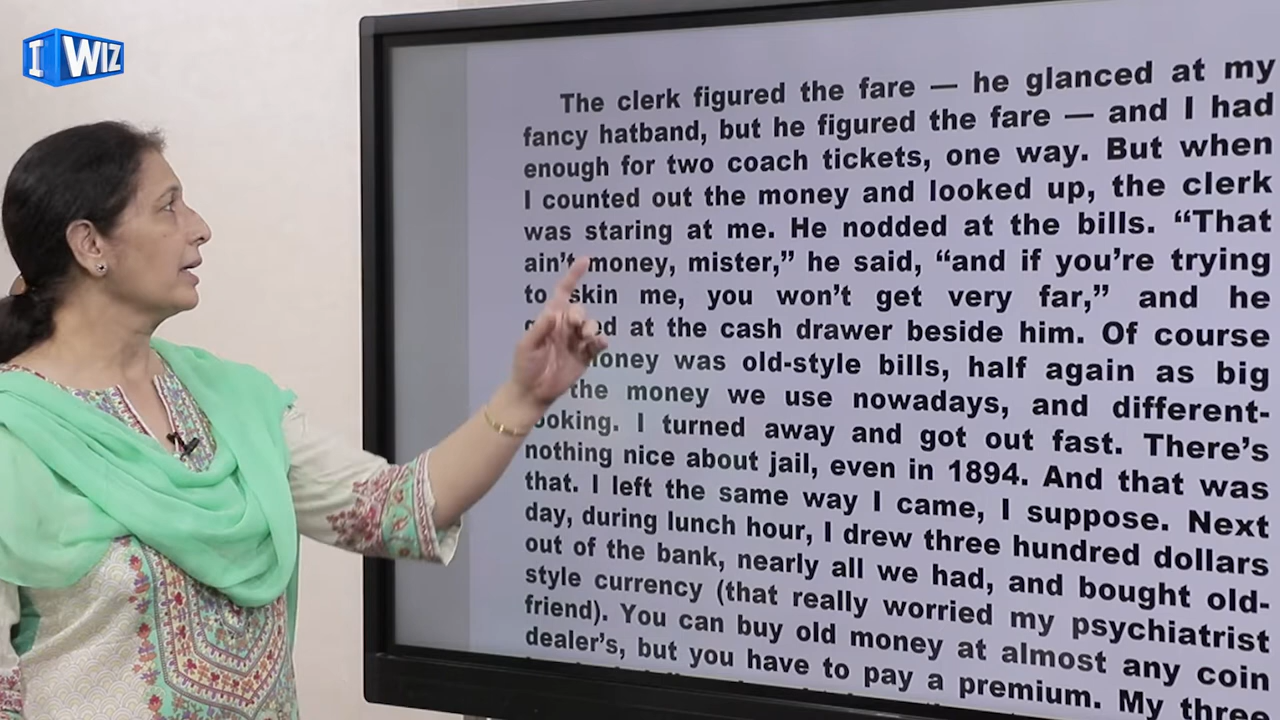 I WIZ
The clerk figured the fare — he glanced at my
fancy hatband, but he figured the fare — and I had
enough for two coach tickets, one way. But when
I counted out the money and looked up, the clerk
was staring at me. He nodded at the bills. “That
ain’t money, mister,” he said, “and if you’re trying
to skin me, you won’t get very far,” and he
at the cash drawer beside him. Of course
money was old-style bills, half again as big
the money we use nowadays, and different-
looking. I turned away and got out fast. There’s
nothing nice about jail, even in 1894. And that was
that. I left the same way I came, I suppose. Next
day, during lunch hour, I drew three hundred dollars
out of the bank, nearly all we had, and bought old-
style currency (that really worried my psychiatrist
friend). You can buy old money at almost any coin
dealer’s, but you have to pay a premium. My three